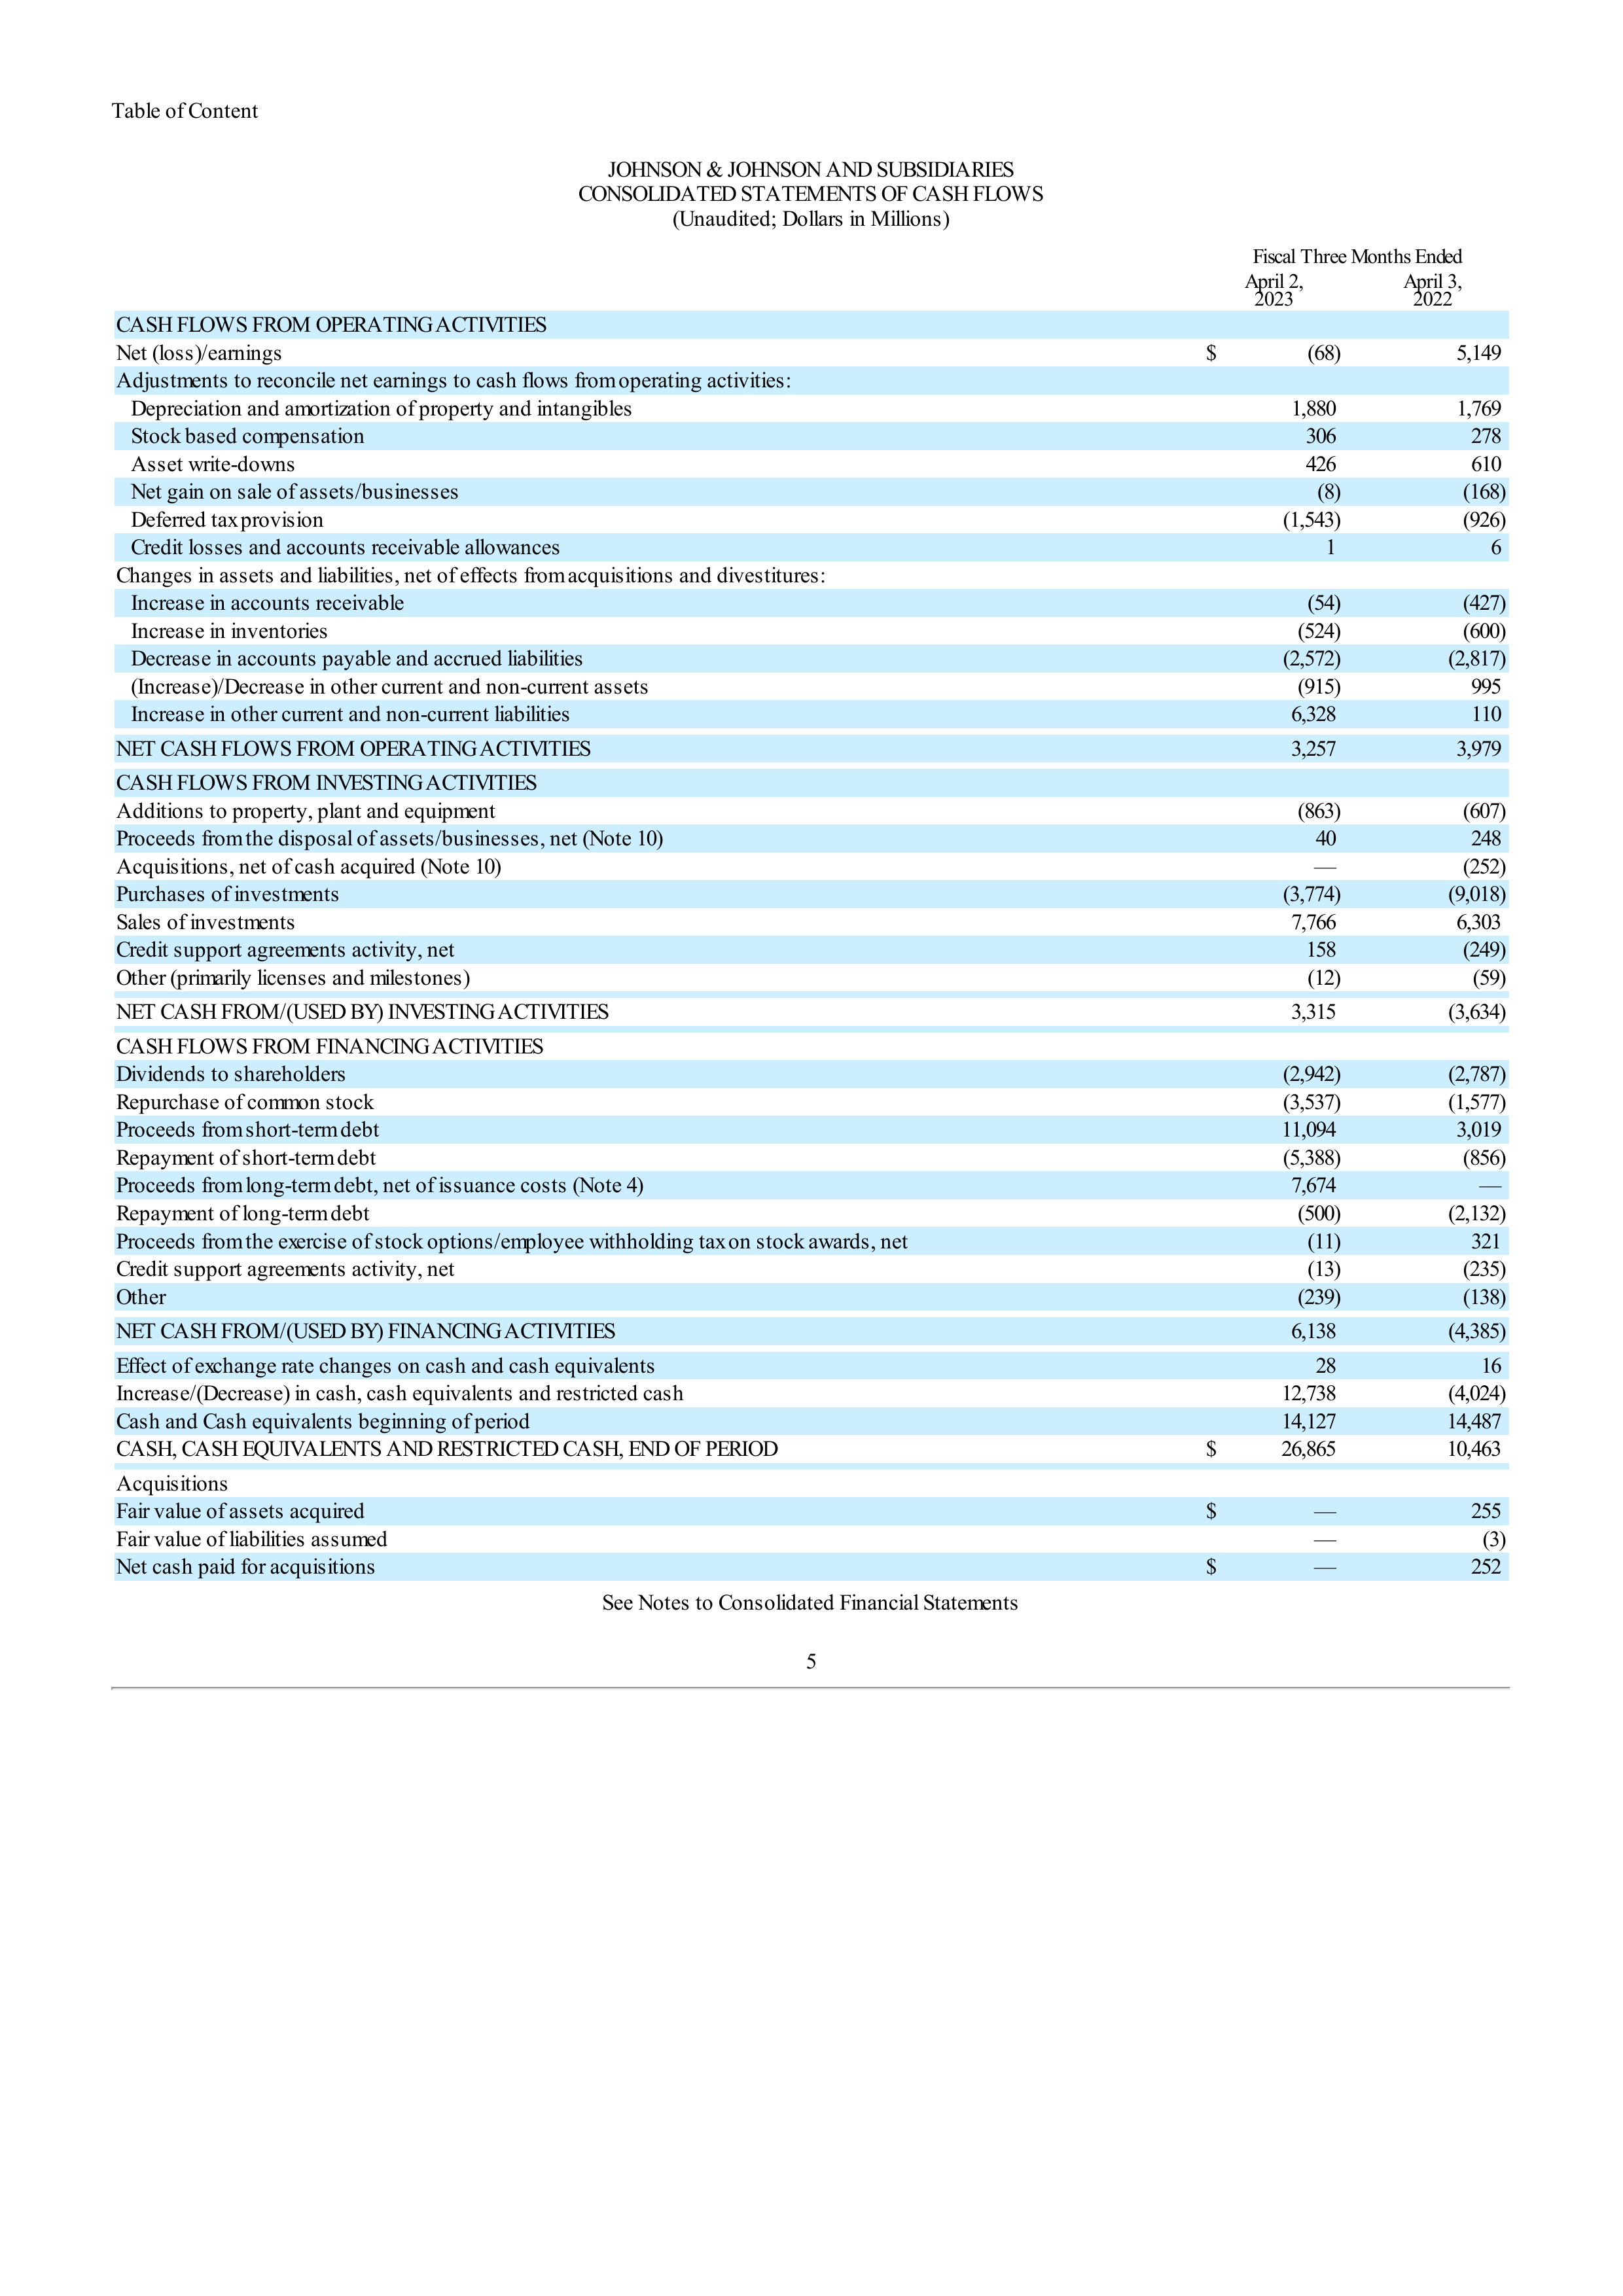 Table of Content
JOHNSON & JOHNSON AND SUBSIDIARIES
CONSOLIDATED STATEMENTS OF CASH FLOWS
(Unaudited; Dollars in Millions)
Fiscal Three Months Ended
April 2, 2023 April 3, 2022
CASH FLOWS FROM OPERATING ACTIVITIES
Net (loss)/earnings $ (68) 5,149
Adjustments to reconcile net earnings to cash flows from operating activities:
Depreciation and amortization of property and intangibles 1,880 1,769
Stock based compensation 306 278
Asset write-downs 426 610
Net gain on sale of assets/businesses (8) (168)
Deferred tax provision (1,543) (926)
Credit losses and accounts receivable allowances 1 6
Changes in assets and liabilities, net of effects from acquisitions and divestitures:
Increase in accounts receivable (54) (427)
Increase in inventories (524) (600)
Decrease in accounts payable and accrued liabilities (2,572) (2,817)
(Increase)/Decrease in other current and non-current assets (915) 995
Increase in other current and non-current liabilities 6,328 110
NET CASH FLOWS FROM OPERATING ACTIVITIES 3,257 3,979
CASH FLOWS FROM INVESTING ACTIVITIES
Additions to property, plant and equipment (863) (607)
Proceeds from the disposal of assets/businesses, net (Note 10) 40 248
Acquisitions, net of cash acquired (Note 10) — (252)
Purchases of investments (3,774) (9,018)
Sales of investments 7,766 6,303
Credit support agreements activity, net 158 (249)
Other (primarily licenses and milestones) (12) (59)
NET CASH FROM/(USED BY) INVESTING ACTIVITIES 3,315 (3,634)
CASH FLOWS FROM FINANCING ACTIVITIES
Dividends to shareholders (2,942) (2,787)
Repurchase of common stock (3,537) (1,577)
Proceeds from short-term debt 11,094 3,019
Repayment of short-term debt (5,388) (856)
Proceeds from long-term debt, net of issuance costs (Note 4) 7,674 —
Repayment of long-term debt (500) (2,132)
Proceeds from the exercise of stock options/employee withholding tax on stock awards, net (11) 321
Credit support agreements activity, net (13) (235)
Other (239) (138)
NET CASH FROM/(USED BY) FINANCING ACTIVITIES 6,138 (4,385)
Effect of exchange rate changes on cash and cash equivalents 28 16
Increase/(Decrease) in cash, cash equivalents and restricted cash 12,738 (4,024)
Cash and Cash equivalents beginning of period 14,127 14,487
CASH, CASH EQUIVALENTS AND RESTRICTED CASH, END OF PERIOD $ 26,865 10,463
Acquisitions
Fair value of assets acquired $ — 255
Fair value of liabilities assumed — (3)
Net cash paid for acquisitions $ — 252
See Notes to Consolidated Financial Statements
5